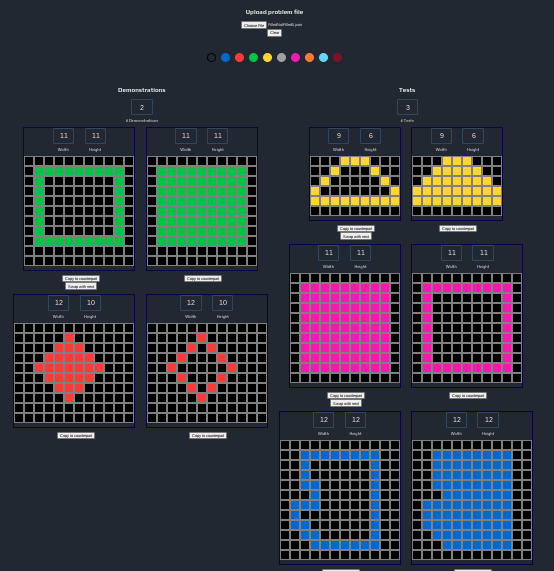 Upload problem file
Choose File
Clear
Demonstrations
2
# Demonstrations
11 11
Width Height
11 11
Width Height
Copy to counterpart
Swap with next
Copy to counterpart
12 10
Width Height
12 10
Width Height
Copy to counterpart
Copy to counterpart
Tests
3
# Tests
9 6
Width Height
9 6
Width Height
Copy to counterpart
Swap with next
Copy to counterpart
11 11
Width Height
11 11
Width Height
Copy to counterpart
Swap with next
Copy to counterpart
12 12
Width Height
12 12
Width Height